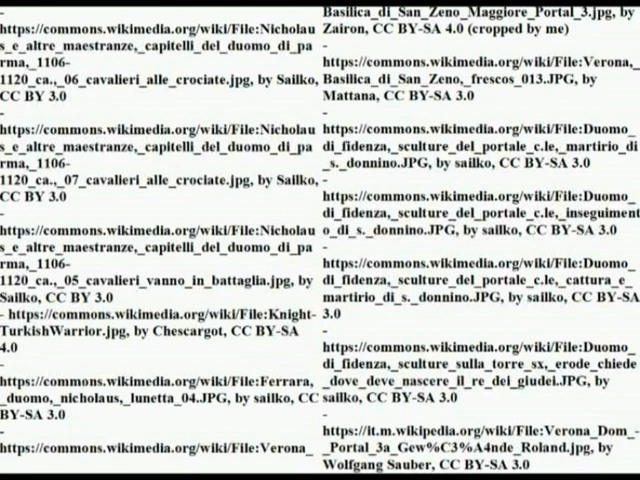 -
https://commons.wikimedia.org/wiki/File:Nicholau
s_e_altre_maestranze,_capitelli_del_duomo_di_pa
rma,_1106-
1120_ca.,_06_cavalieri_alle_crociate.jpg, by Sailko,
CC BY 3.0
-
https://commons.wikimedia.org/wiki/File:Nicholau
s_e_altre_maestranze,_capitelli_del_duomo_di_pa
rma,_1106-
1120_ca.,_07_cavalieri_alle_crociate.jpg, by Sailko,
CC BY 3.0
-
https://commons.wikimedia.org/wiki/File:Nicholau
s_e_altre_maestranze,_capitelli_del_duomo_di_pa
rma,_1106-
1120_ca.,_05_cavalieri_vanno_in_battaglia.jpg, by
Sailko, CC BY 3.0
- https://commons.wikimedia.org/wiki/File:Knight-
TurkishWarrior.jpg, by Chescargot, CC BY-SA
4.0
-
https://commons.wikimedia.org/wiki/File:Ferrara,
_duomo,_nicholaus,_lunetta_04.JPG, by sailko, CC
BY-SA 3.0
-
https://commons.wikimedia.org/wiki/File:Verona_
Basilica_di_San_Zeno_Maggiore_Portal_3.jpg, by
Zairon, CC BY-SA 4.0 (cropped by me)
-
https://commons.wikimedia.org/wiki/File:Verona,_
Basilica_di_San_Zeno,_frescos_013.JPG, by
Mattana, CC BY-SA 3.0
-
https://commons.wikimedia.org/wiki/File:Duomo_
di_fidenza,_sculture_del_portale_c.le,_martirio_di
_s._donnino.JPG, by sailko, CC BY-SA 3.0
-
https://commons.wikimedia.org/wiki/File:Duomo_
di_fidenza,_sculture_del_portale_c.le,_inseguiment
o_di_s._donnino.JPG, by sailko, CC BY-SA 3.0
-
https://commons.wikimedia.org/wiki/File:Duomo_
di_fidenza,_sculture_del_portale_c.le,_cattura_e_
martirio_di_s._donnino.JPG, by sailko, CC BY-SA
3.0
-
https://commons.wikimedia.org/wiki/File:Duomo_
di_fidenza,_sculture_sulla_torre_sx,_erode_chiede
_dove_deve_nascere_il_re_dei_giudei.JPG, by
sailko, CC BY-SA 3.0
-
https://it.m.wikipedia.org/wiki/File:Verona_Dom_-
_Portal_3a_Gew%C3%A4nde_Roland.jpg, by
Wolfgang Sauber, CC BY-SA 3.0